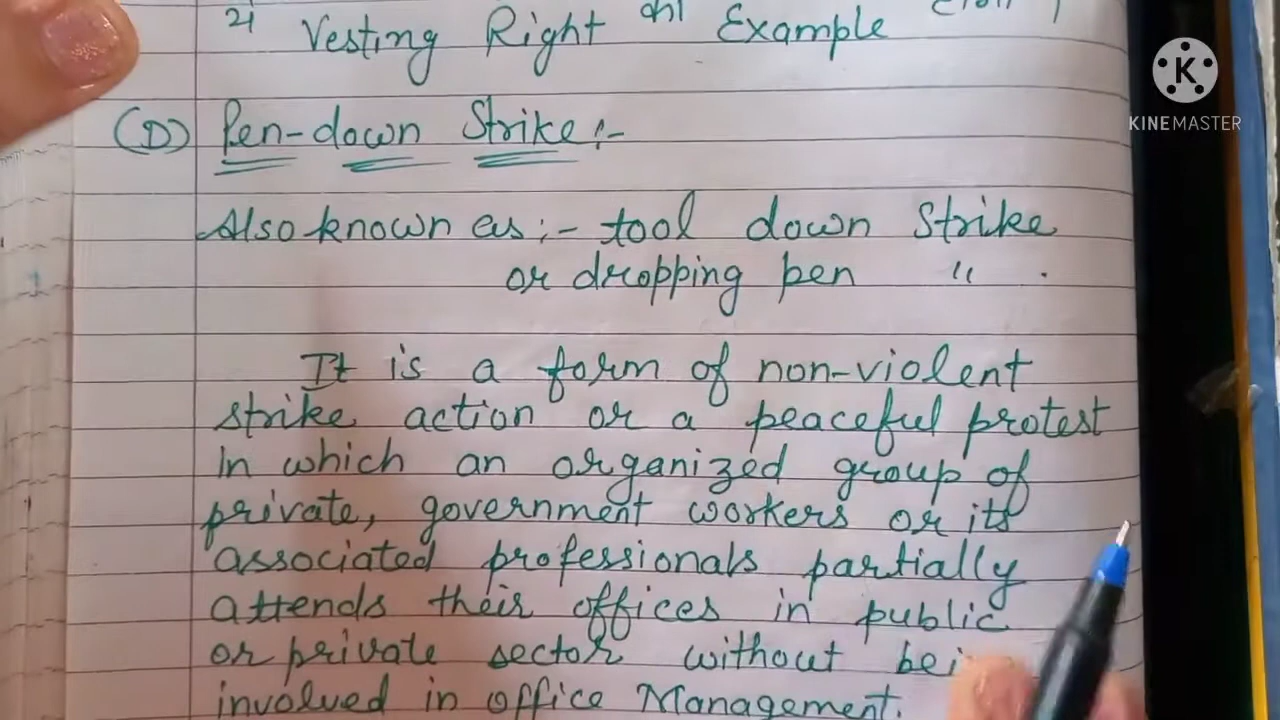 2) Vesting Right का Example
(D) Pen-down Strike :-
Also known as :- tool down Strike
or dropping pen " .
It is a form of non-violent
strike action or a peaceful protest
in which an organized group of
private, government workers or its
associated professionals partially
attends their offices in public
or private sector without bei
involved in office Management.
K
KINEMASTER